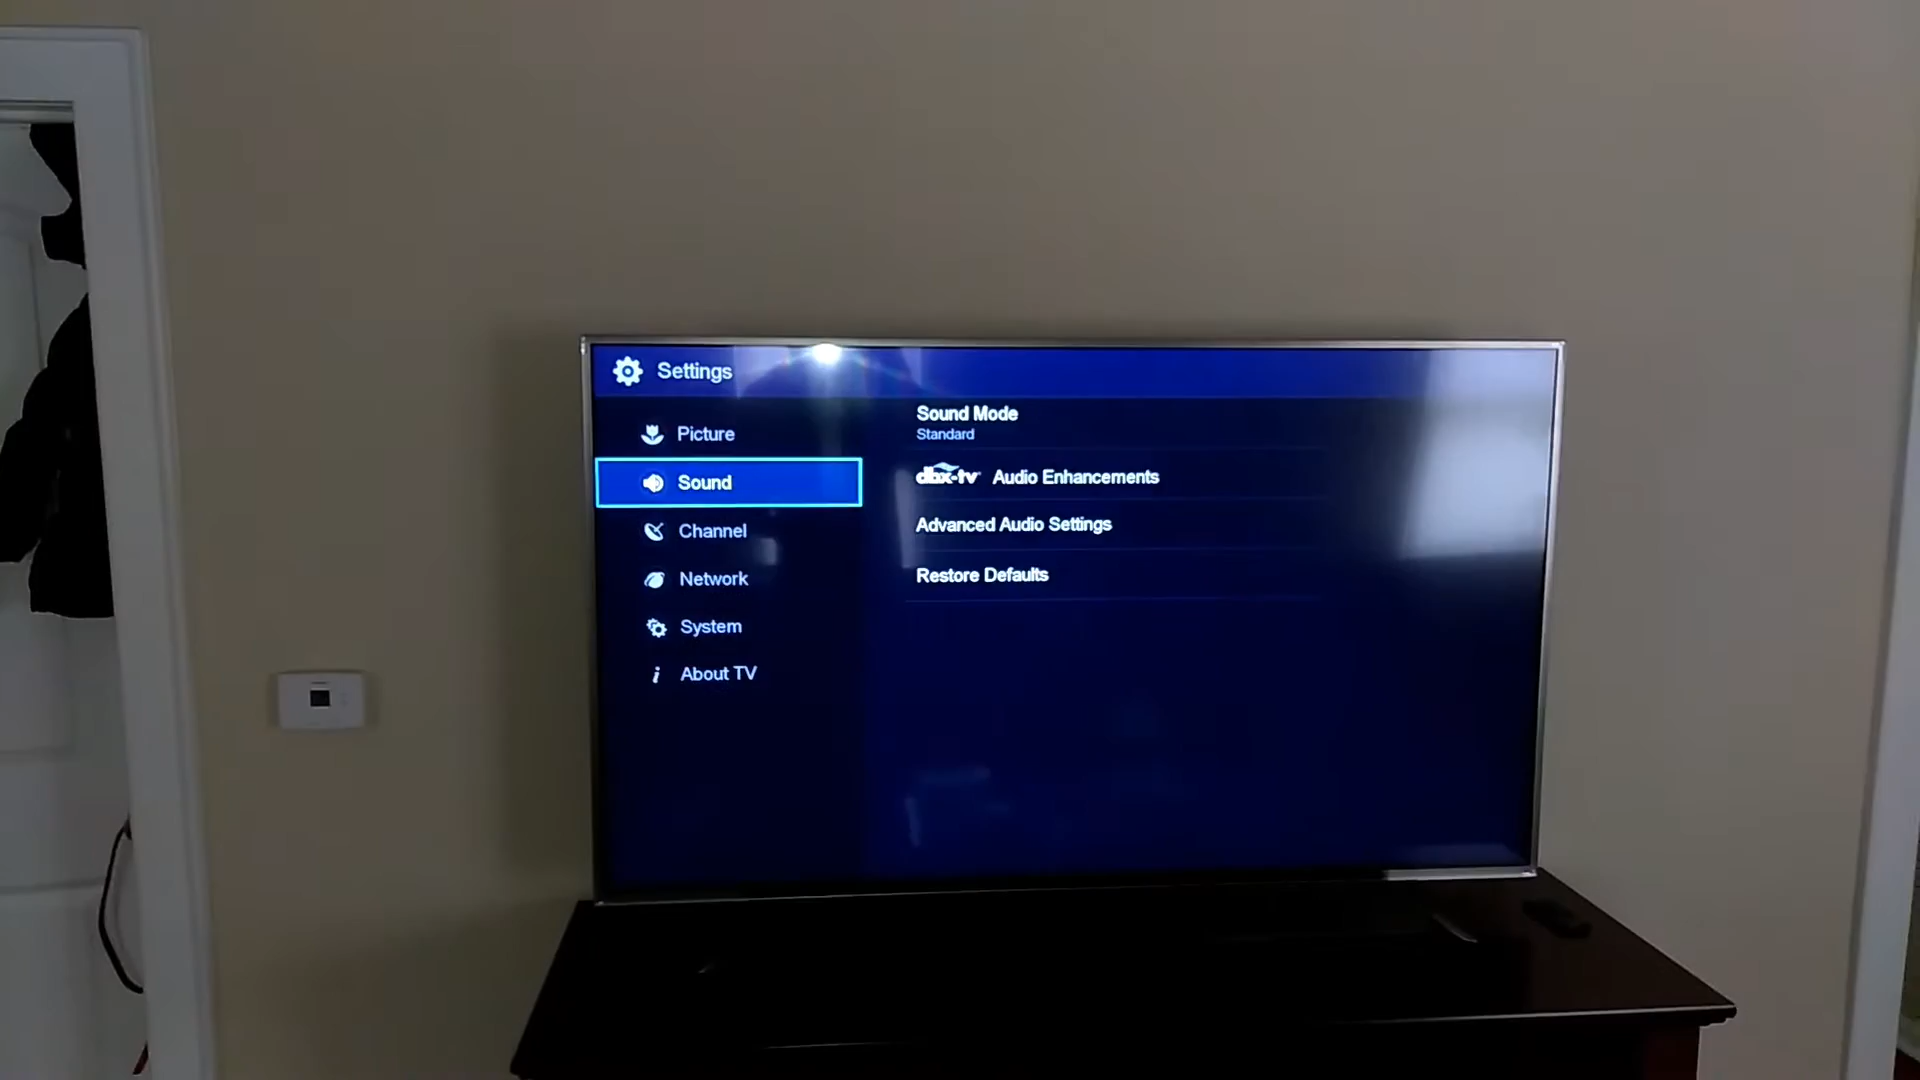 Settings
Picture
Sound
Channel
Network
System
About TV
Sound Mode
Standard
dbx-tv Audio Enhancements
Advanced Audio Settings
Restore Defaults